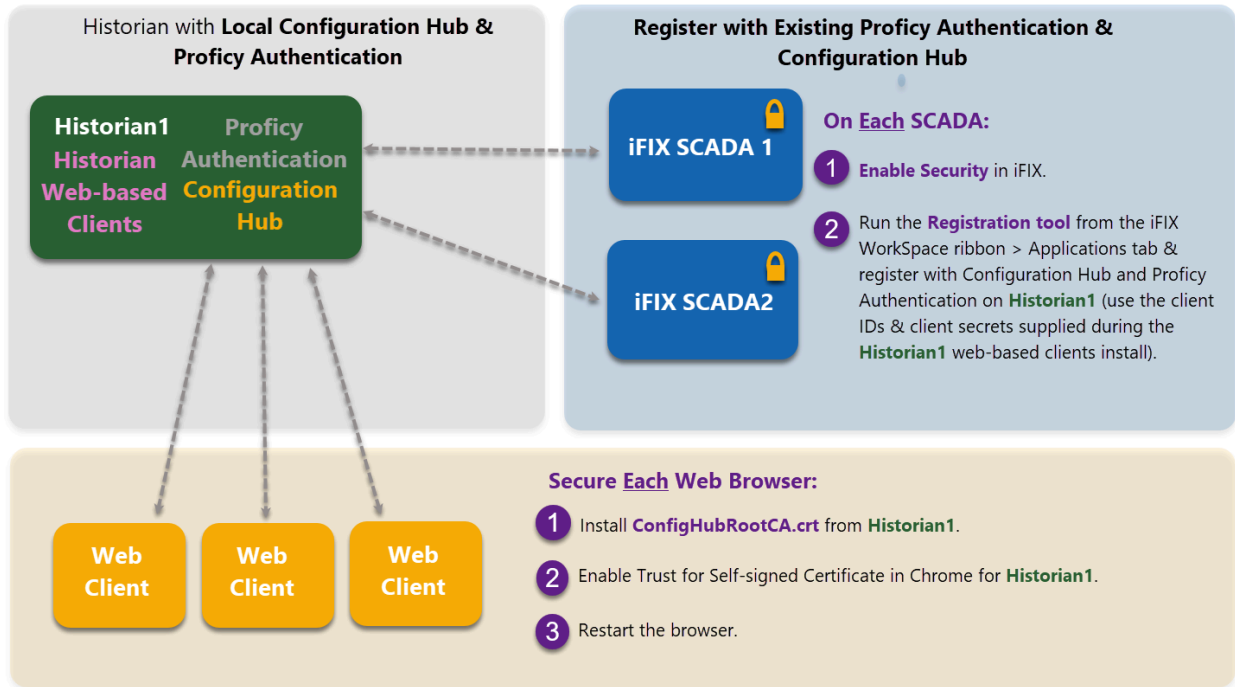 Historian with Local Configuration Hub &
Proficy Authentication
Historian1
Historian
Web-based
Clients
Proficy
Authentication
Configuration
Hub
Register with Existing Proficy Authentication &
Configuration Hub
iFIX SCADA 1
iFIX SCADA2
On Each SCADA:
1 Enable Security in iFIX.
2 Run the Registration tool from the iFIX
WorkSpace ribbon > Applications tab &
register with Configuration Hub and Proficy
Authentication on Historian1 (use the client
IDs & client secrets supplied during the
Historian1 web-based clients install).
Web
Client
Web
Client
Web
Client
Secure Each Web Browser:
1 Install ConfigHubRootCA.crt from Historian1.
2 Enable Trust for Self-signed Certificate in Chrome for Historian1.
3 Restart the browser.